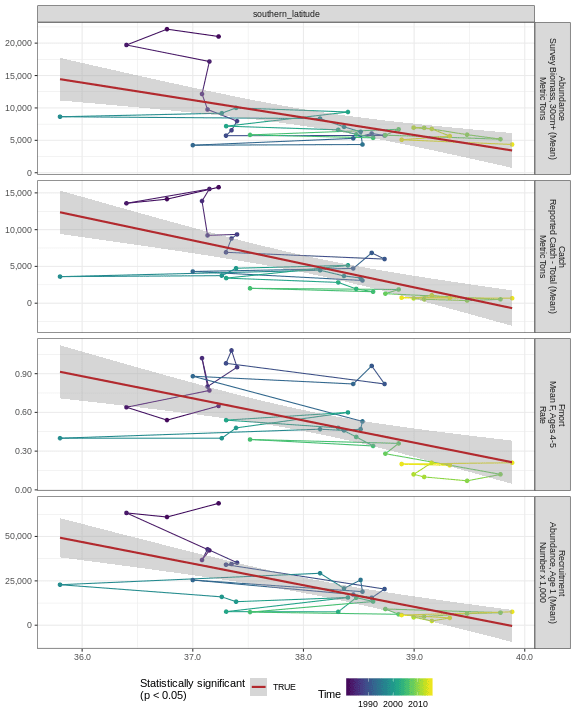 southern_latitude
20,000
15,000
10,000
5,000
0
Abundance
Survey Biomass, 30cm+ (Mean)
Metric Tons
15,000
10,000
5,000
0
Catch
Reported Catch - Total (Mean)
Metric Tons
0.90
0.60
0.30
0.00
Fmort
Mean F, Ages 4-5
Rate
50,000
25,000
0
Recruitment
Abundance, Age 1 (Mean)
Number x 1,000
36.0 37.0 38.0 39.0 40.0
Statistically significant
(p < 0.05)
TRUE
Time
1990 2000 2010